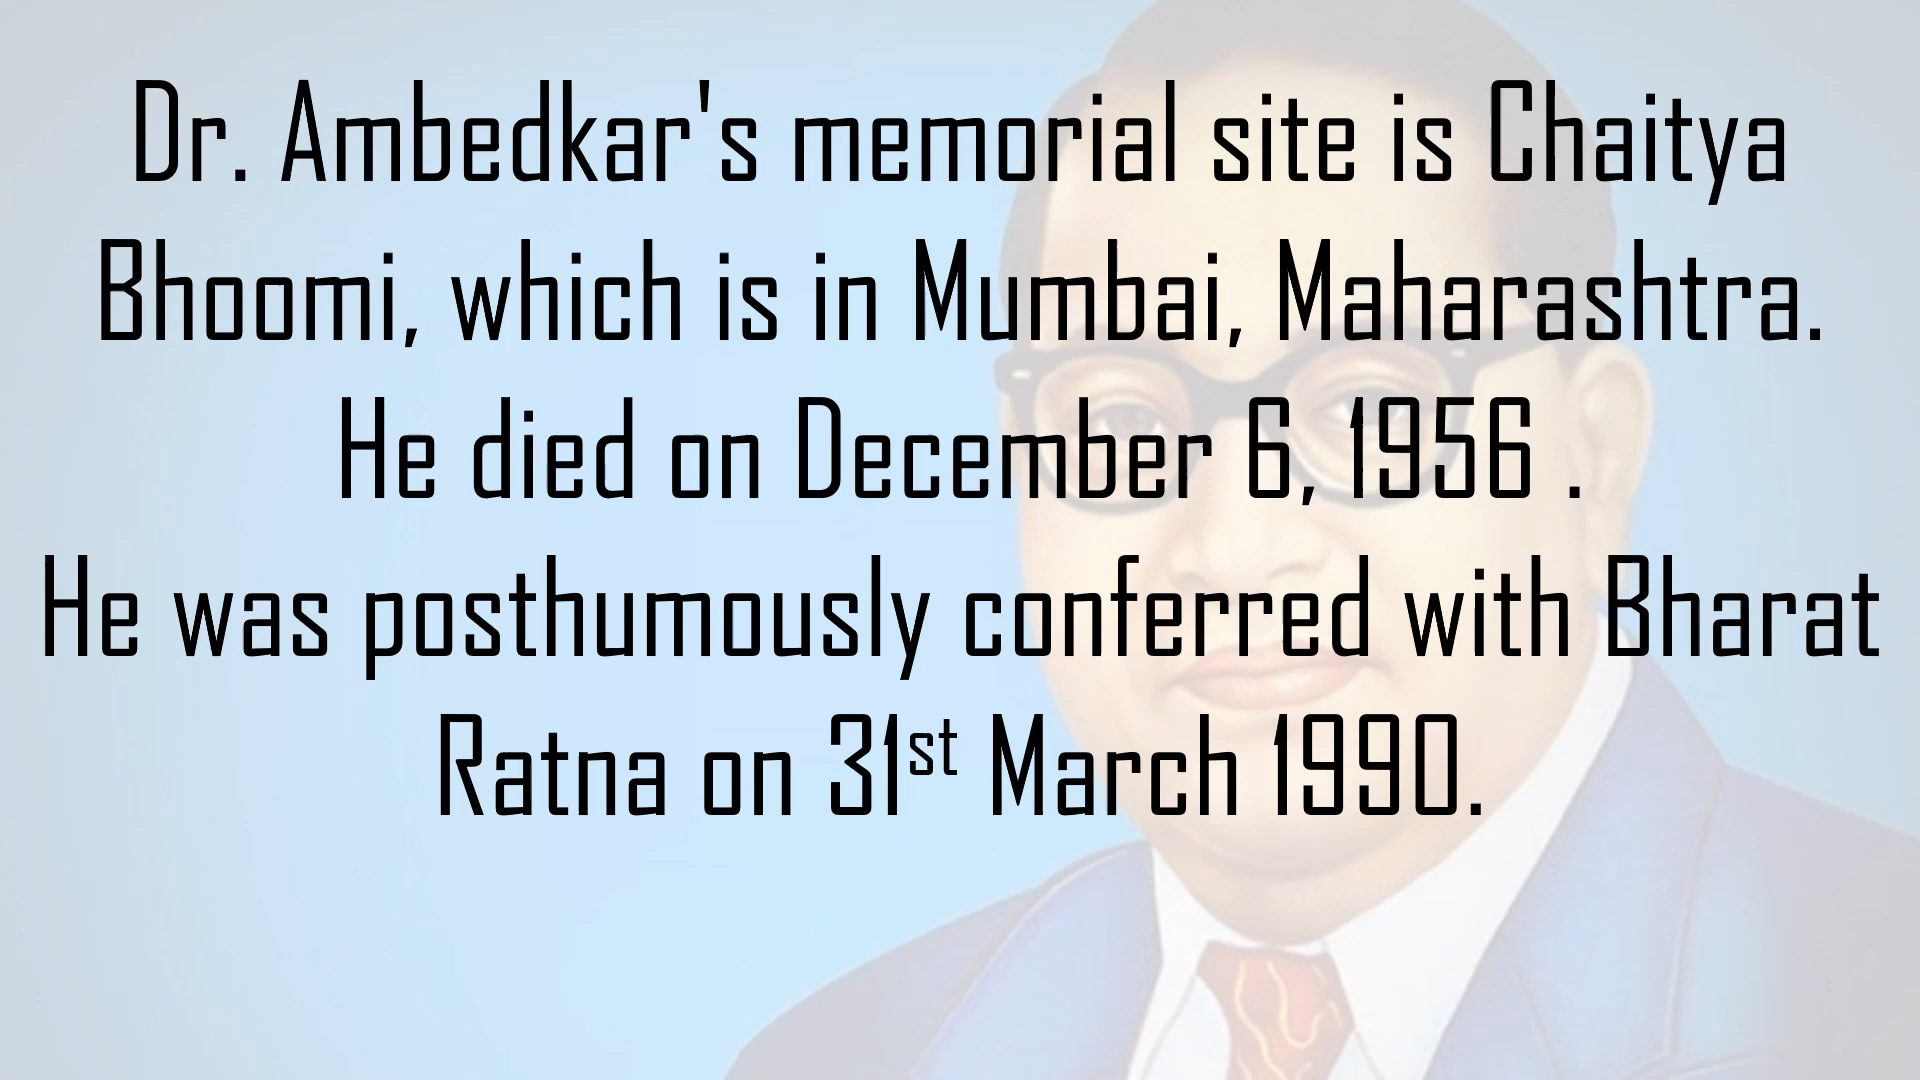 Dr. Ambedkar's memorial site is Chaitya
Bhoomi, which is in Mumbai, Maharashtra.
He died on December 6, 1956 .
He was posthumously conferred with Bharat
Ratna on 31st March 1990.